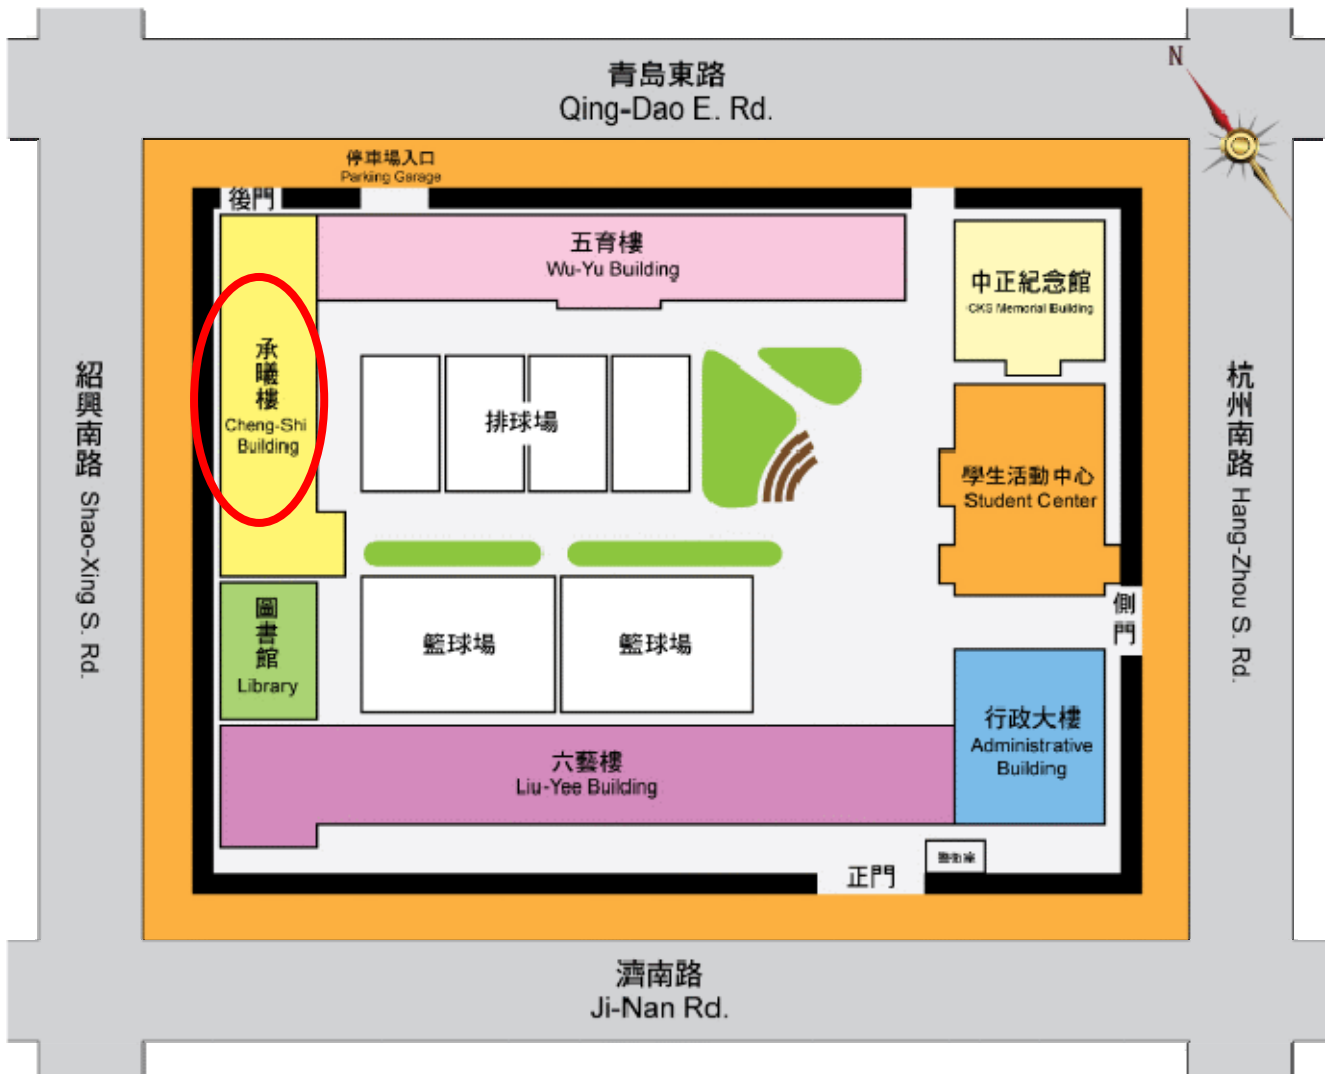 青島東路
Qing-Dao E. Rd.
N
停車場入口
Parking Garage
後門
五育樓
Wu-Yu Building
中正紀念館
CKS Memorial Building
承曦樓
Cheng-Shi
Building
排球場
學生活動中心
Student Center
紹興南路 Shao-Xing S. Rd.
杭州南路 Hang-Zhou S. Rd.
側門
圖書館
Library
籃球場
籃球場
行政大樓
Administrative
Building
六藝樓
Liu-Yee Building
正門
濟南路
Ji-Nan Rd.